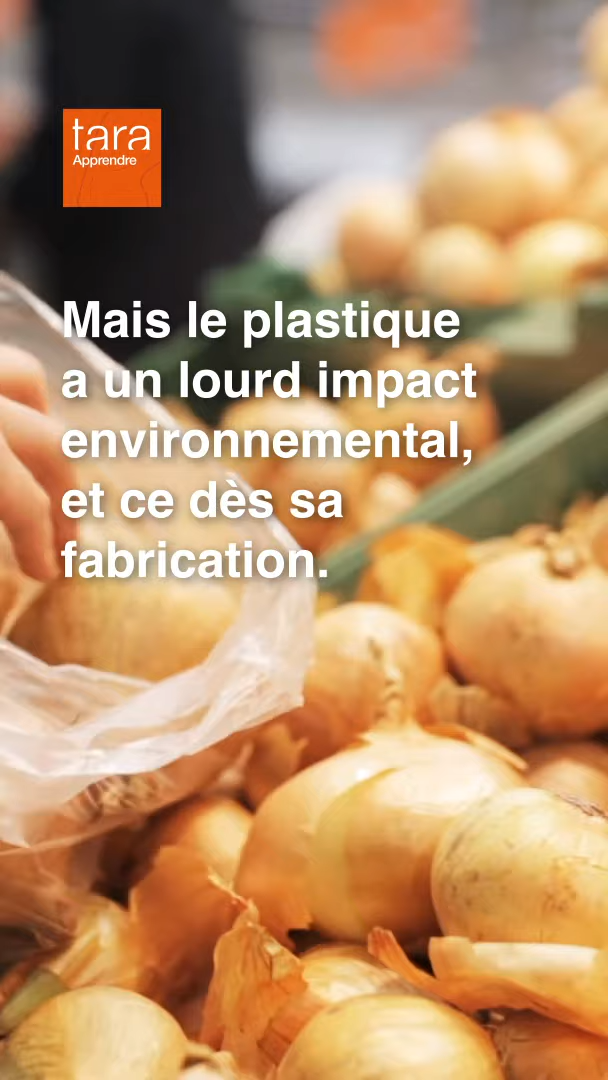 tara
Apprendre
Mais le plastique
a un lourd impact
environnemental,
et ce dès sa
fabrication.